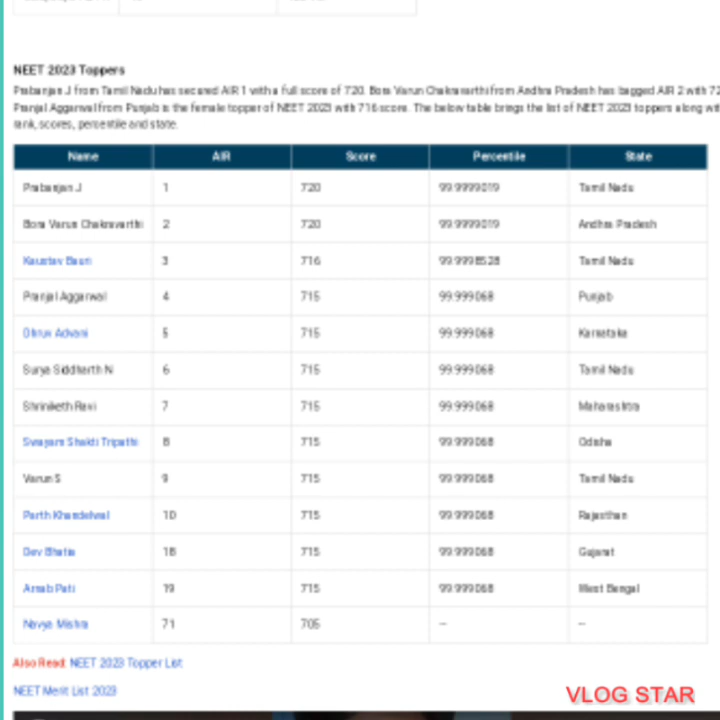 NEET 2023 Toppers
Prabanjan J from Tamil Nadu has secured AIR 1 with a full score of 720. Bora Varun Chakravarthi from Andhra Pradesh has bagged AIR 2 with 72
Pranjal Aggarwal from Punjab is the female topper of NEET 2023 with 716 score. The below table brings the list of NEET 2023 toppers along wit
rank, scores, percentile and state.
Name AIR Score Percentile State
Prabanjan J 1 720 99.9999019 Tamil Nadu
Bora Varun Chakravarthi 2 720 99.9999019 Andhra Pradesh
Kaustav Bauri 3 716 99.9998528 Tamil Nadu
Pranjal Aggarwal 4 715 99.999068 Punjab
Dhruv Advani 5 715 99.999068 Karnataka
Surya Siddharth N 6 715 99.999068 Tamil Nadu
Shriniketh Ravi 7 715 99.999068 Maharashtra
Swayam Shakti Tripathi 8 715 99.999068 Odisha
Varun S 9 715 99.999068 Tamil Nadu
Parth Khandelwal 10 715 99.999068 Rajasthan
Dev Bhatia 18 715 99.999068 Gujarat
Arnab Pati 19 715 99.999068 West Bengal
Navya Mishra 71 705 -- --
Also Read: NEET 2023 Topper List
NEET Merit List 2023
VLOG STAR